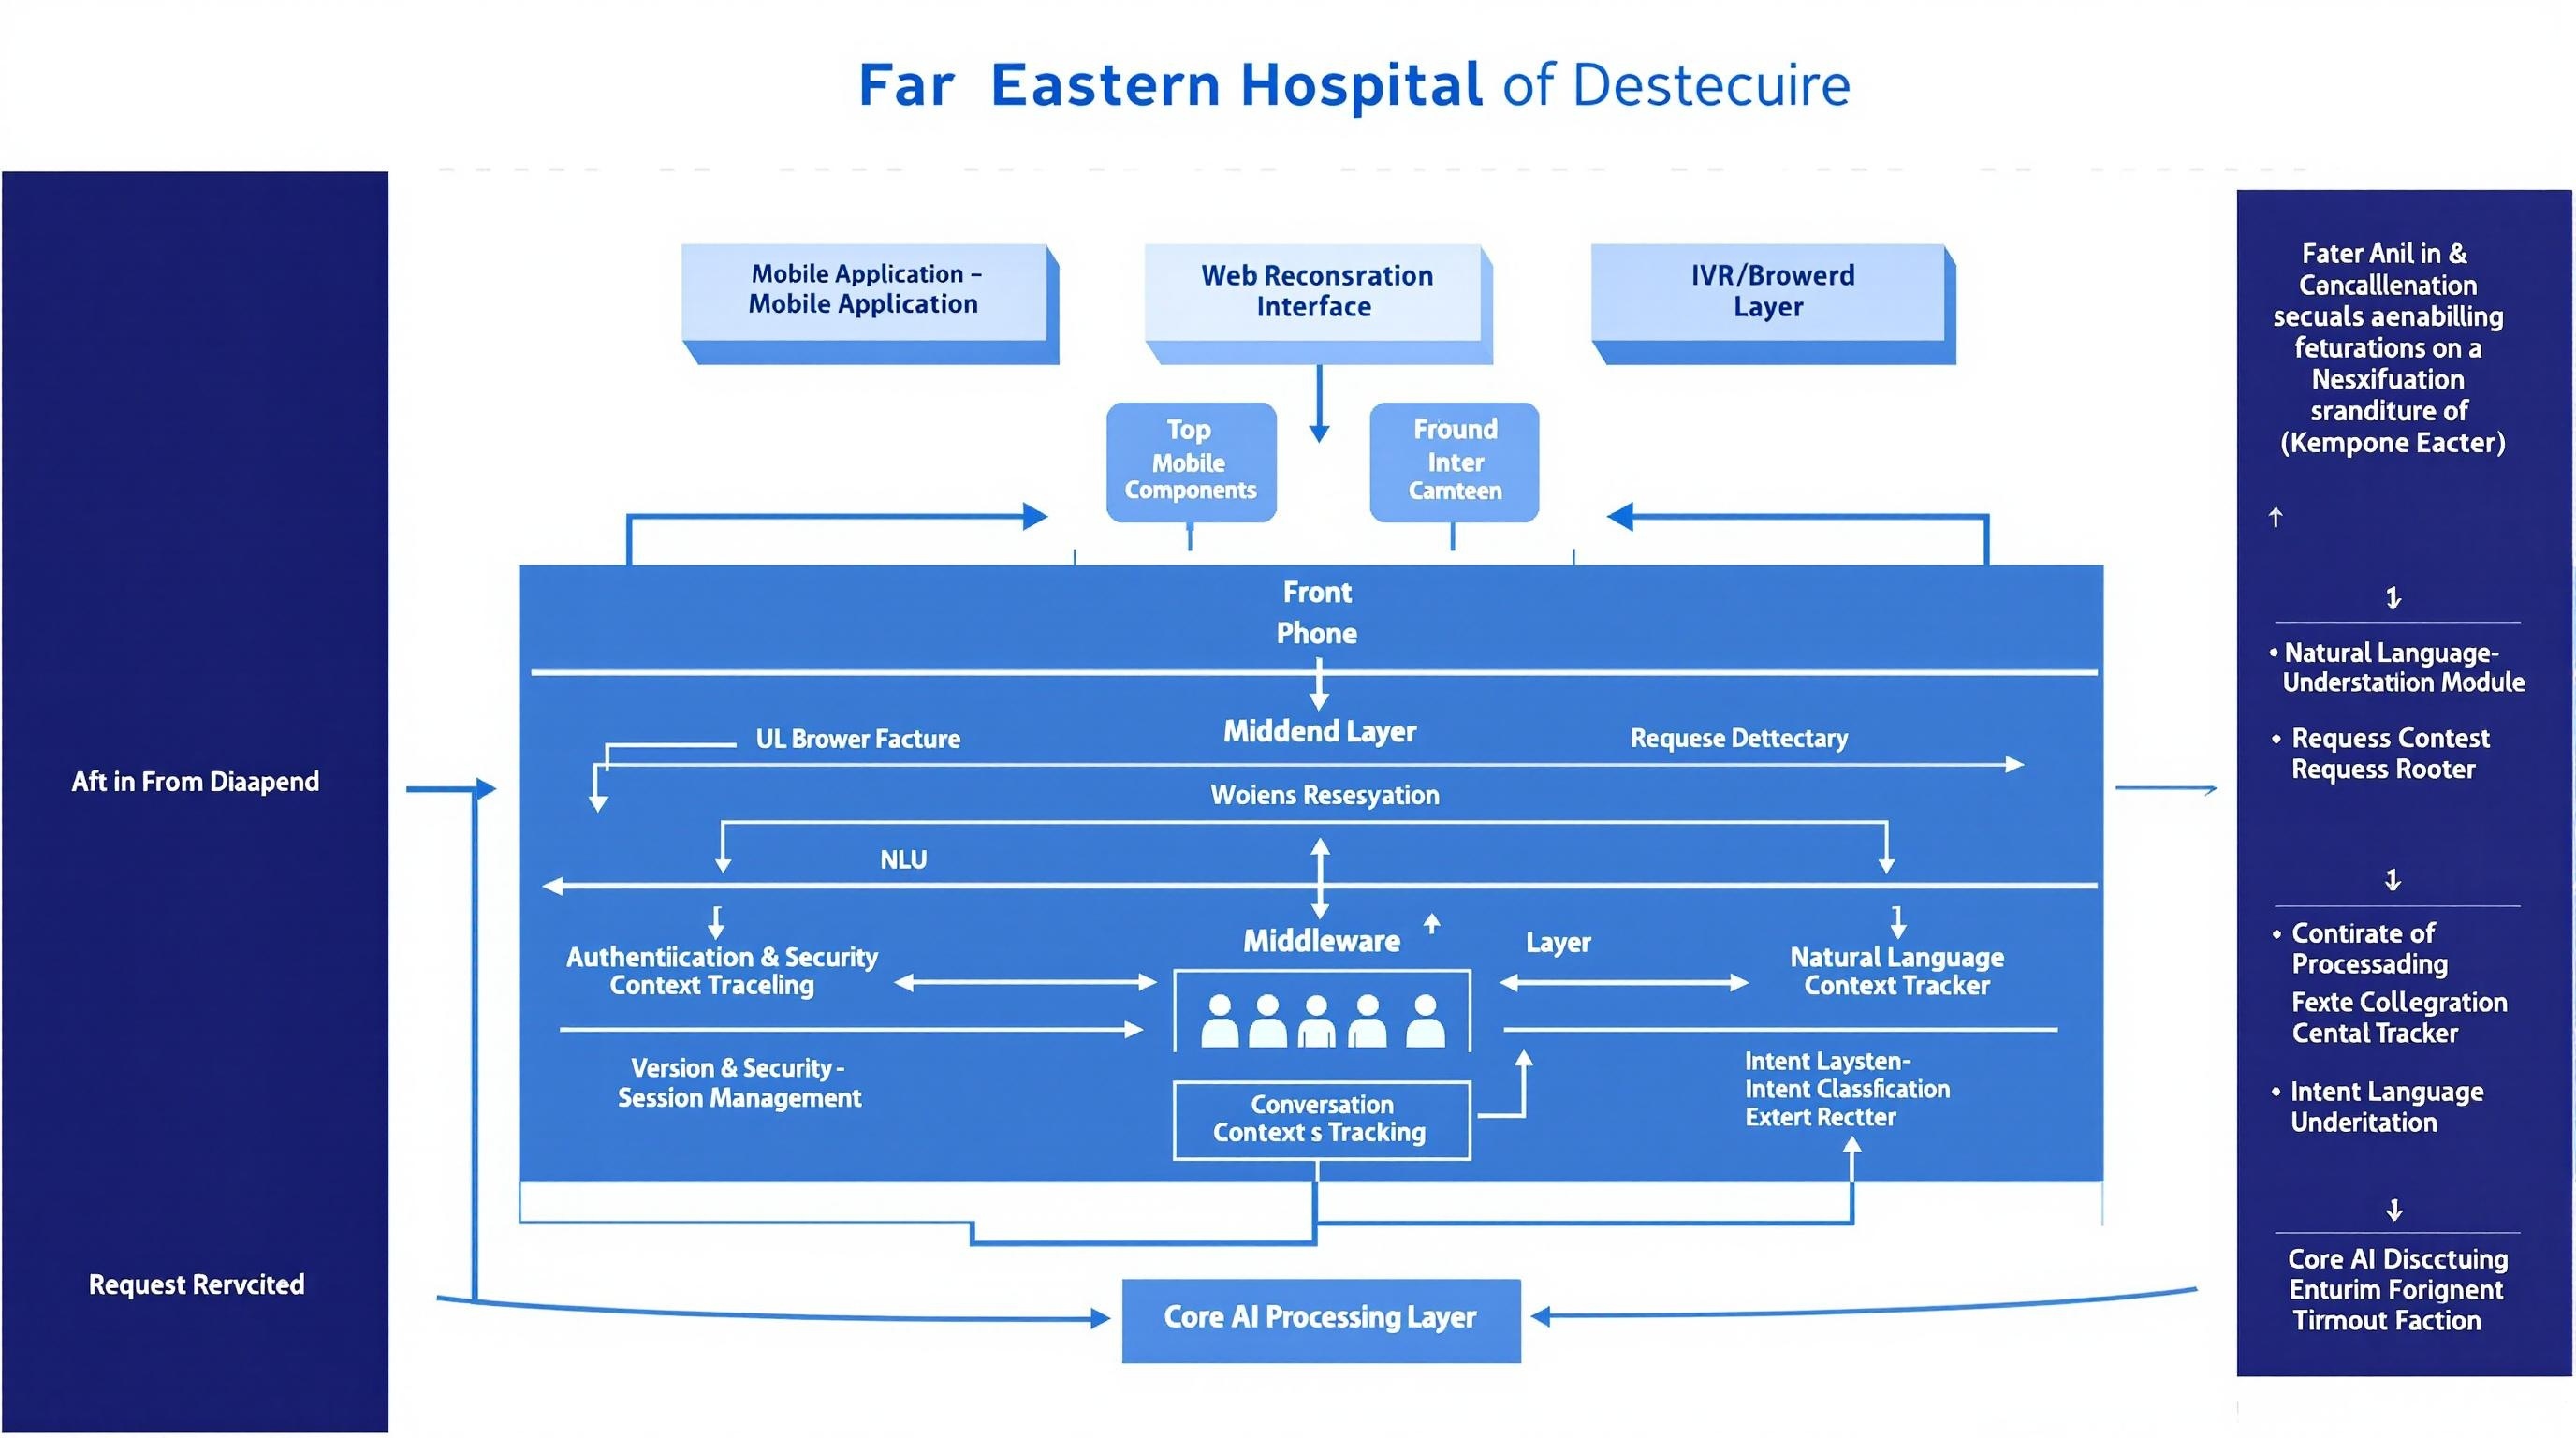 Far Eastern Hospital of Destecuire
Mobile Application –
Mobile Application
Web Reconsration
Interface
IVR/Browerd
Layer
Top
Mobile
Components
Fround
Inter
Carnteen
Front
Phone
UL Brower Facture
Middend Layer
Requese Dettectary
Woiens Resesyation
NLU
Authentiication & Security
Context Traceling
Middleware
Layer
Natural Language
Context Tracker
Version & Security-
Session Management
Conversation
Context s Tracking
Intent Laysten-
Intent Classfication
Extert Rectter
Core AI Processing Layer
Aft in From Diaapend
Request Rervcited
Fater Anil in &
Cancalllenation
secuals aenabilling
feturations on a
Nesxifuation
sranditure of
(Kempone Eacter)
• Natural Language-
Understatiion Module
• Requess Contest
Requess Rooter
• Contirate of
Processading
Fexte Collegration
Cental Tracker
• Intent Language
Underitation
Core AI Discctuing
Enturim Forignent
Tirmout Faction